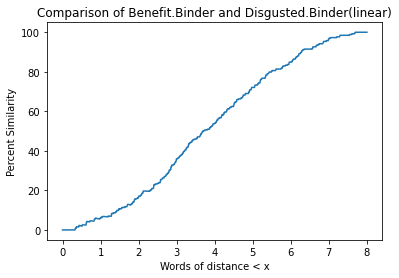 Comparison of Benefit.Binder and Disgusted.Binder(linear)
Percent Similarity
100
80
60
40
20
0
0 1 2 3 4 5 6 7 8
Words of distance < x